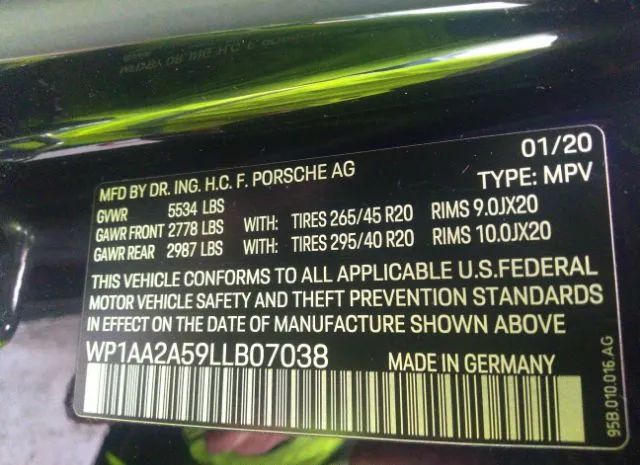 MFD BY DR. ING. H.C. F. PORSCHE AG 01/20
GVWR 5534 LBS TYPE: MPV
GAWR FRONT 2778 LBS WITH: TIRES 265/45 R20 RIMS 9.0JX20
GAWR REAR 2987 LBS WITH: TIRES 295/40 R20 RIMS 10.0JX20
THIS VEHICLE CONFORMS TO ALL APPLICABLE U.S.FEDERAL
MOTOR VEHICLE SAFETY AND THEFT PREVENTION STANDARDS
IN EFFECT ON THE DATE OF MANUFACTURE SHOWN ABOVE
WP1AA2A59LLB07038 MADE IN GERMANY
95B.010.016.AG